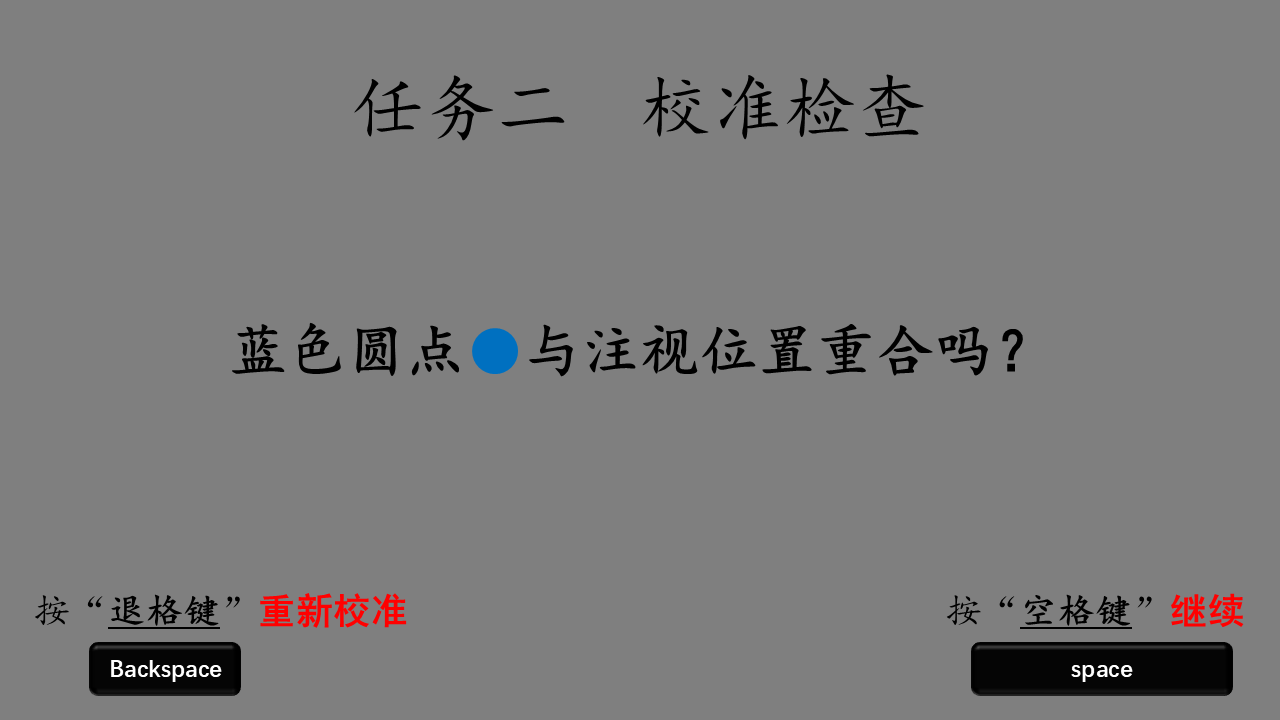 任务二 校准检查
蓝色圆点与注视位置重合吗？
按“退格键”重新校准
Backspace
按“空格键”继续
space